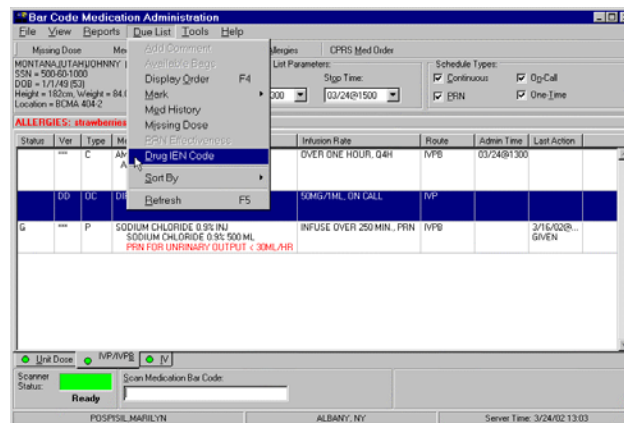 Bar Code Medication Administration
File View Reports Due List Tools Help
Missing Dose Allergies CPRS Med Order
Add Comment
Available Bags
Display Order F4
Mark
Med History
Missing Dose
PRN Effectiveness
Drug IEN Code
Sort By
Refresh F5
MONTANA,IUTAHJOHNNY
SSN = 500-60-1000
DOB = 1/1/49 (53)
Height = 182cm, Weight =
Location = BCMA 404-2
List Parameters:
Stop Time:
03/24@1500
Schedule Types:
Continuous On-Call
PRN One-Time
ALLERGIES: strawberries
Status Ver Type Infusion Rate Route Admin Time Last Action
*** C OVER ONE HOUR, Q4H IVPB 03/24@1300
DD OC 50MG/1ML, ON CALL IVP
G *** P SODIUM CHLORIDE 0.9% INJ INFUSE OVER 250 MIN., PRN IVPB 3/16/02@...
SODIUM CHLORIDE 0.9% 500 ML GIVEN
PRN FOR UNRINARY OUTPUT < 30ML/HR
Unit Dose IVP/IVPB IV
Scanner Status: Ready
Scan Medication Bar Code:
POSPISIL,MARILYN ALBANY, NY Server Time: 3/24/02 13:03